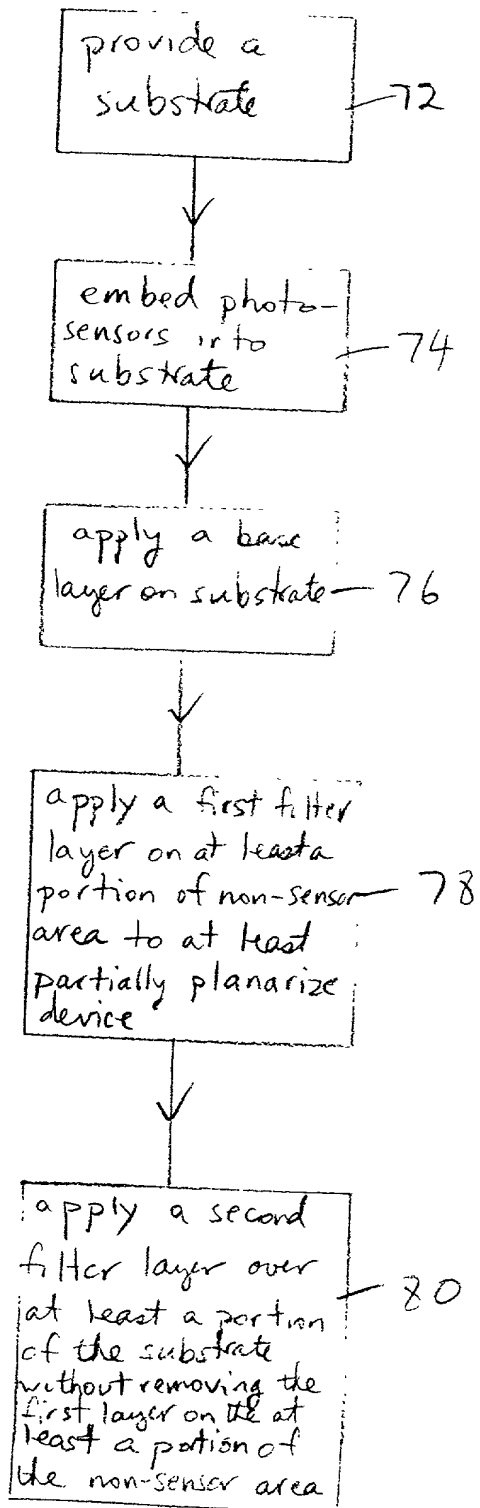 provide a
substrate
72
embed photo-
sensors into
substrate
74
apply a base
layer on substrate
76
apply a first filter
layer on at least a
portion of non-sensor
area to at least
partially planarize
device
78
apply a second
filter layer over
at least a portion
of the substrate
without removing the
first layer on the at
least a portion of
the non-sensor area
80